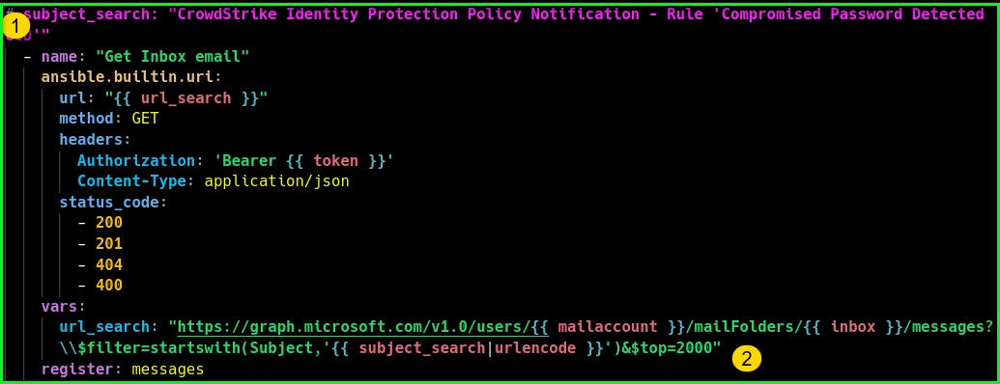 # subject_search: "CrowdStrike Identity Protection Policy Notification - Rule 'Compromised Password Detected
1
'"
- name: "Get Inbox email"
ansible.builtin.uri:
url: "{{ url_search }}"
method: GET
headers:
Authorization: 'Bearer {{ token }}'
Content-Type: application/json
status_code:
- 200
- 201
- 404
- 400
vars:
url_search: "https://graph.microsoft.com/v1.0/users/{{ mailaccount }}/mailFolders/{{ inbox }}/messages?
\\$filter=startswith(Subject,'{{ subject_search|urlencode }}')&$top=2000"
2
register: messages